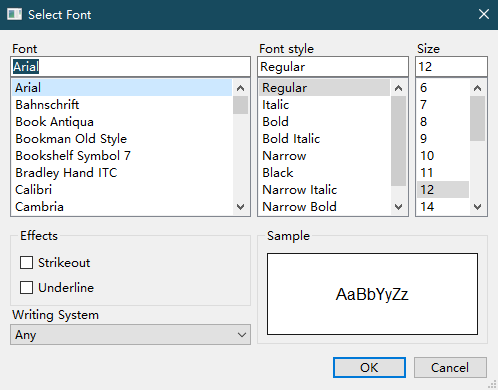 Select Font
Font
Font style
Size
Arial
Regular
12
Arial
Bahnschrift
Book Antiqua
Bookman Old Style
Bookshelf Symbol 7
Bradley Hand ITC
Calibri
Cambria
Regular
Italic
Bold
Bold Italic
Narrow
Black
Narrow Italic
Narrow Bold
6
7
8
9
10
11
12
14
Effects
Strikeout
Underline
Sample
AaBbYyZz
Writing System
Any
OK
Cancel